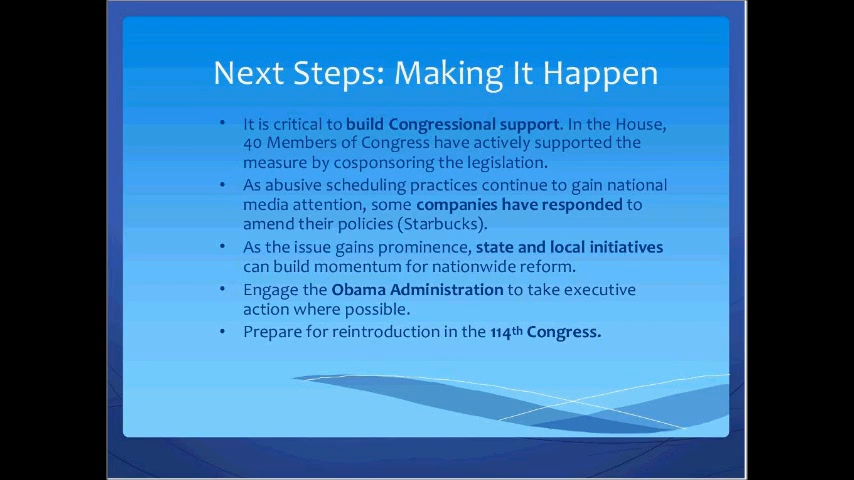 Next Steps: Making It Happen
• It is critical to build Congressional support. In the House,
40 Members of Congress have actively supported the
measure by cosponsoring the legislation.
• As abusive scheduling practices continue to gain national
media attention, some companies have responded to
amend their policies (Starbucks).
• As the issue gains prominence, state and local initiatives
can build momentum for nationwide reform.
• Engage the Obama Administration to take executive
action where possible.
• Prepare for reintroduction in the 114th Congress.